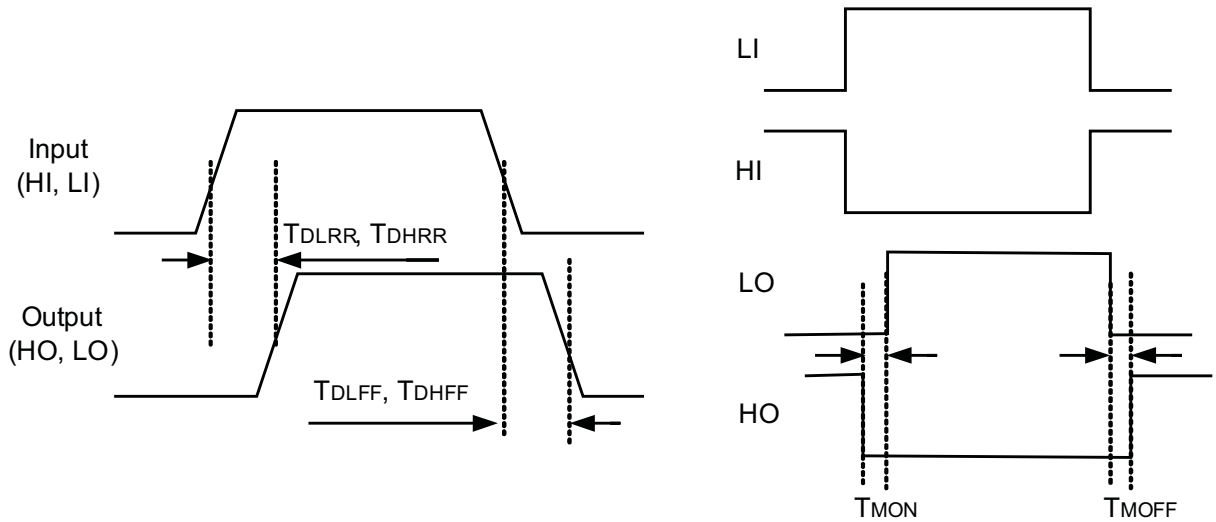 Input
(HI, LI)
TDLRR, TDHRR
Output
(HO, LO)
TDLFF, TDHFF
LI
HI
LO
HO
TMON
TMOFF